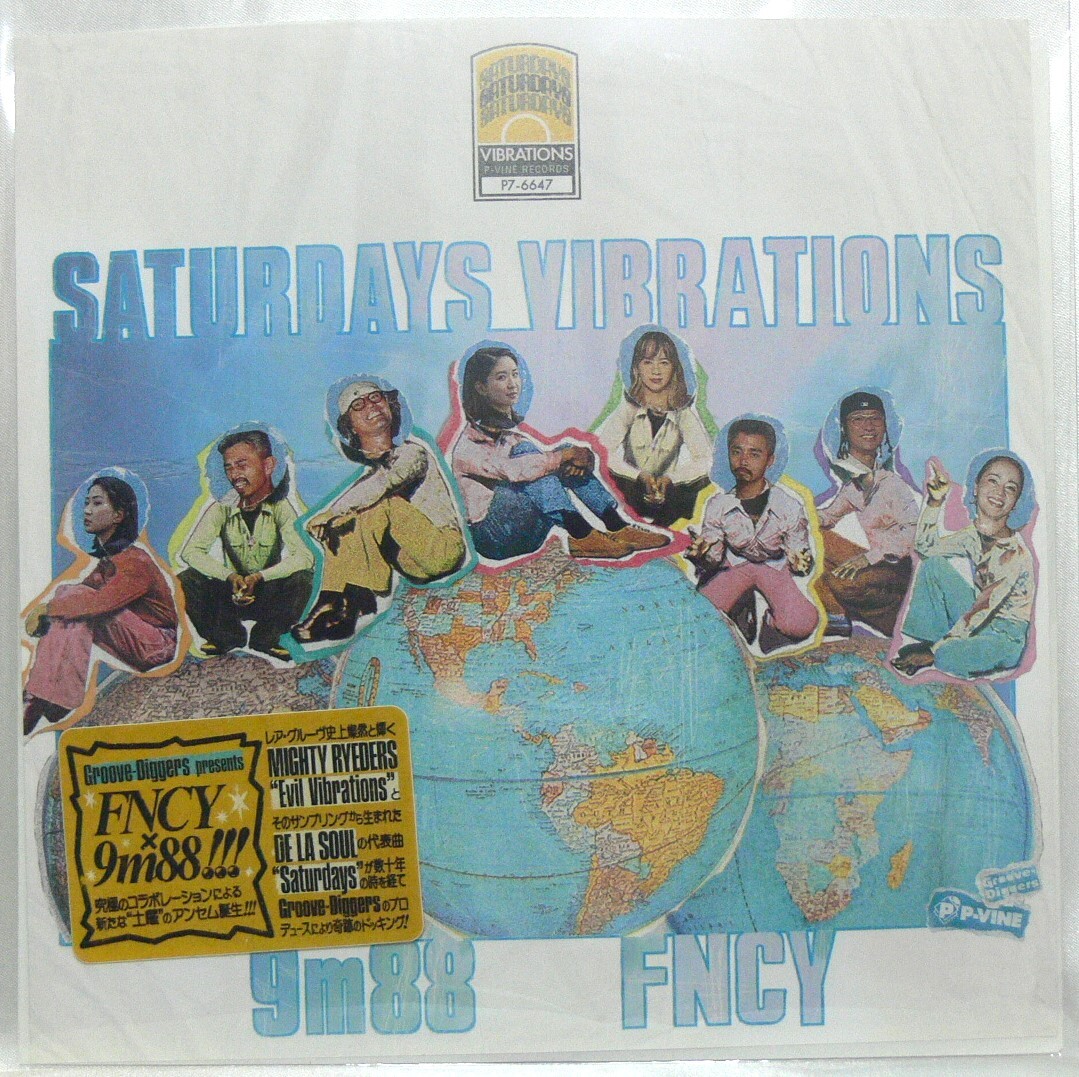 SATURDAYS
SATURDAYS
SATURDAYS
VIBRATIONS
P-VINE RECORDS
P7-6647
SATURDAYS VIBRATIONS
Groove-Diggers presents
FNCY
×
9m88!!!
究極のコラボレーションによる
新たな“土曜”のアンセム誕生!!!
レア・グルーヴ史上燦然と輝く
MIGHTY RYEDERS
“Evil Vibrations”と
そのサンプリングから生まれた
DE LA SOULの代表曲
“Saturdays”が数十年の時を経て
Groove-Diggersのプロ
デュースにより奇跡のドッキング!
Groove-
Diggers
P-VINE
9m88 FNCY